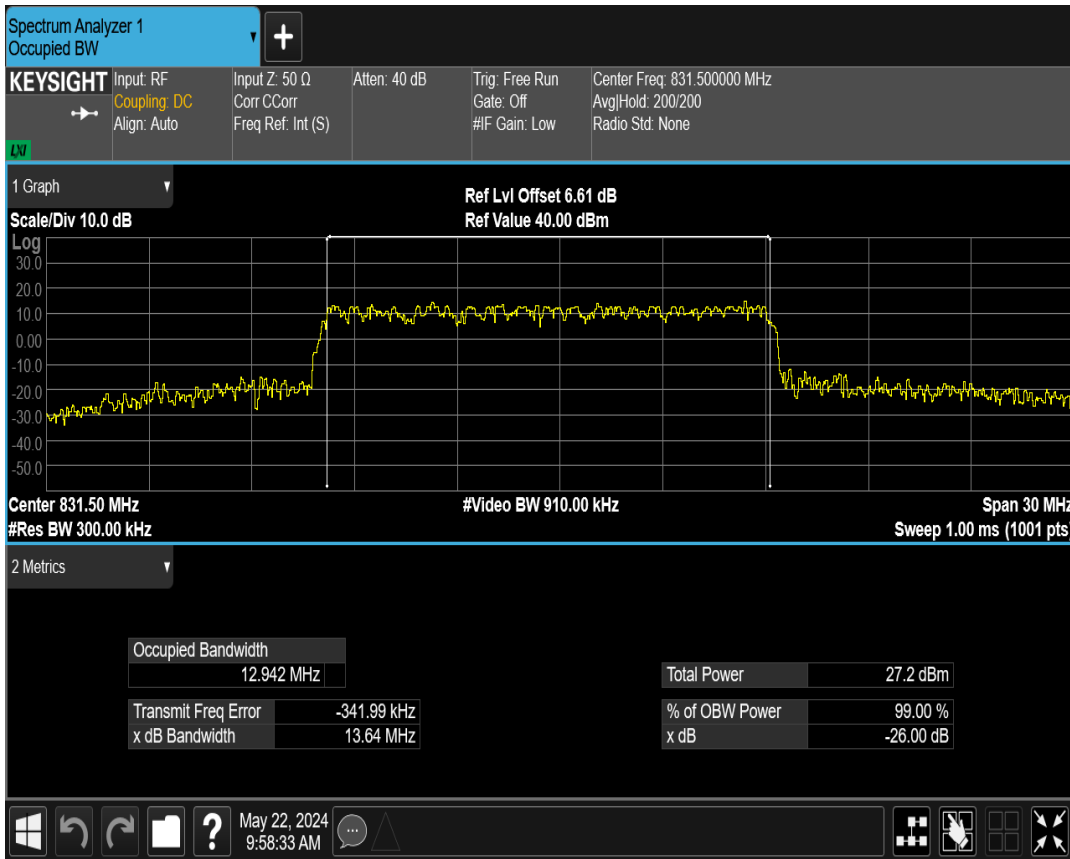 Spectrum Analyzer 1
Occupied BW
+
KEYSIGHT
LXI
Input: RF
Coupling: DC
Align: Auto
Input Z: 50 Ω
Corr CCorr
Freq Ref: Int (S)
Atten: 40 dB
Trig: Free Run
Gate: Off
#IF Gain: Low
Center Freq: 831.500000 MHz
Avg|Hold: 200/200
Radio Std: None
1 Graph
Scale/Div 10.0 dB
Ref Lvl Offset 6.61 dB
Ref Value 40.00 dBm
Log
30.0
20.0
10.0
0.00
-10.0
-20.0
-30.0
-40.0
-50.0
Center 831.50 MHz
#Video BW 910.00 kHz
Span 30 MHz
#Res BW 300.00 kHz
Sweep 1.00 ms (1001 pts)
2 Metrics
Occupied Bandwidth
12.942 MHz
Total Power 27.2 dBm
Transmit Freq Error -341.99 kHz
% of OBW Power 99.00 %
x dB Bandwidth 13.64 MHz
x dB -26.00 dB
?
May 22, 2024
9:58:33 AM